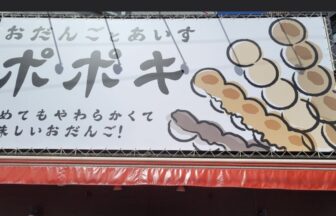 おだんごとあいす
ポポキ
めてもやわらかくて
味しいおだんご!